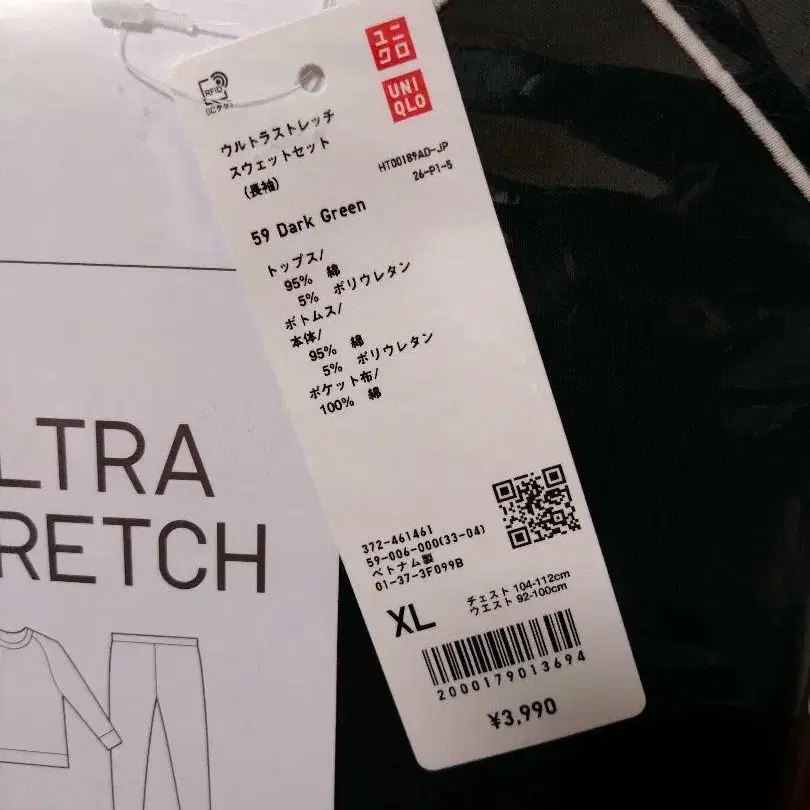 RFID
(ICタグ)
ユニ
クロ
UNI
QLO
ウルトラストレッチ
スウェットセット
(長袖)
HT00189AD-JP
26-P1-5
59 Dark Green
トップス/
95% 綿
5% ポリウレタン
ボトムス/
本体/
95% 綿
5% ポリウレタン
ポケット布/
100% 綿
372-461461
59-006-000(33-04)
ベトナム製
01-37-3F099B
XL
チェスト 104-112cm
ウエスト 92-100cm
2000179013694
¥3,990
LTRA
RETCH